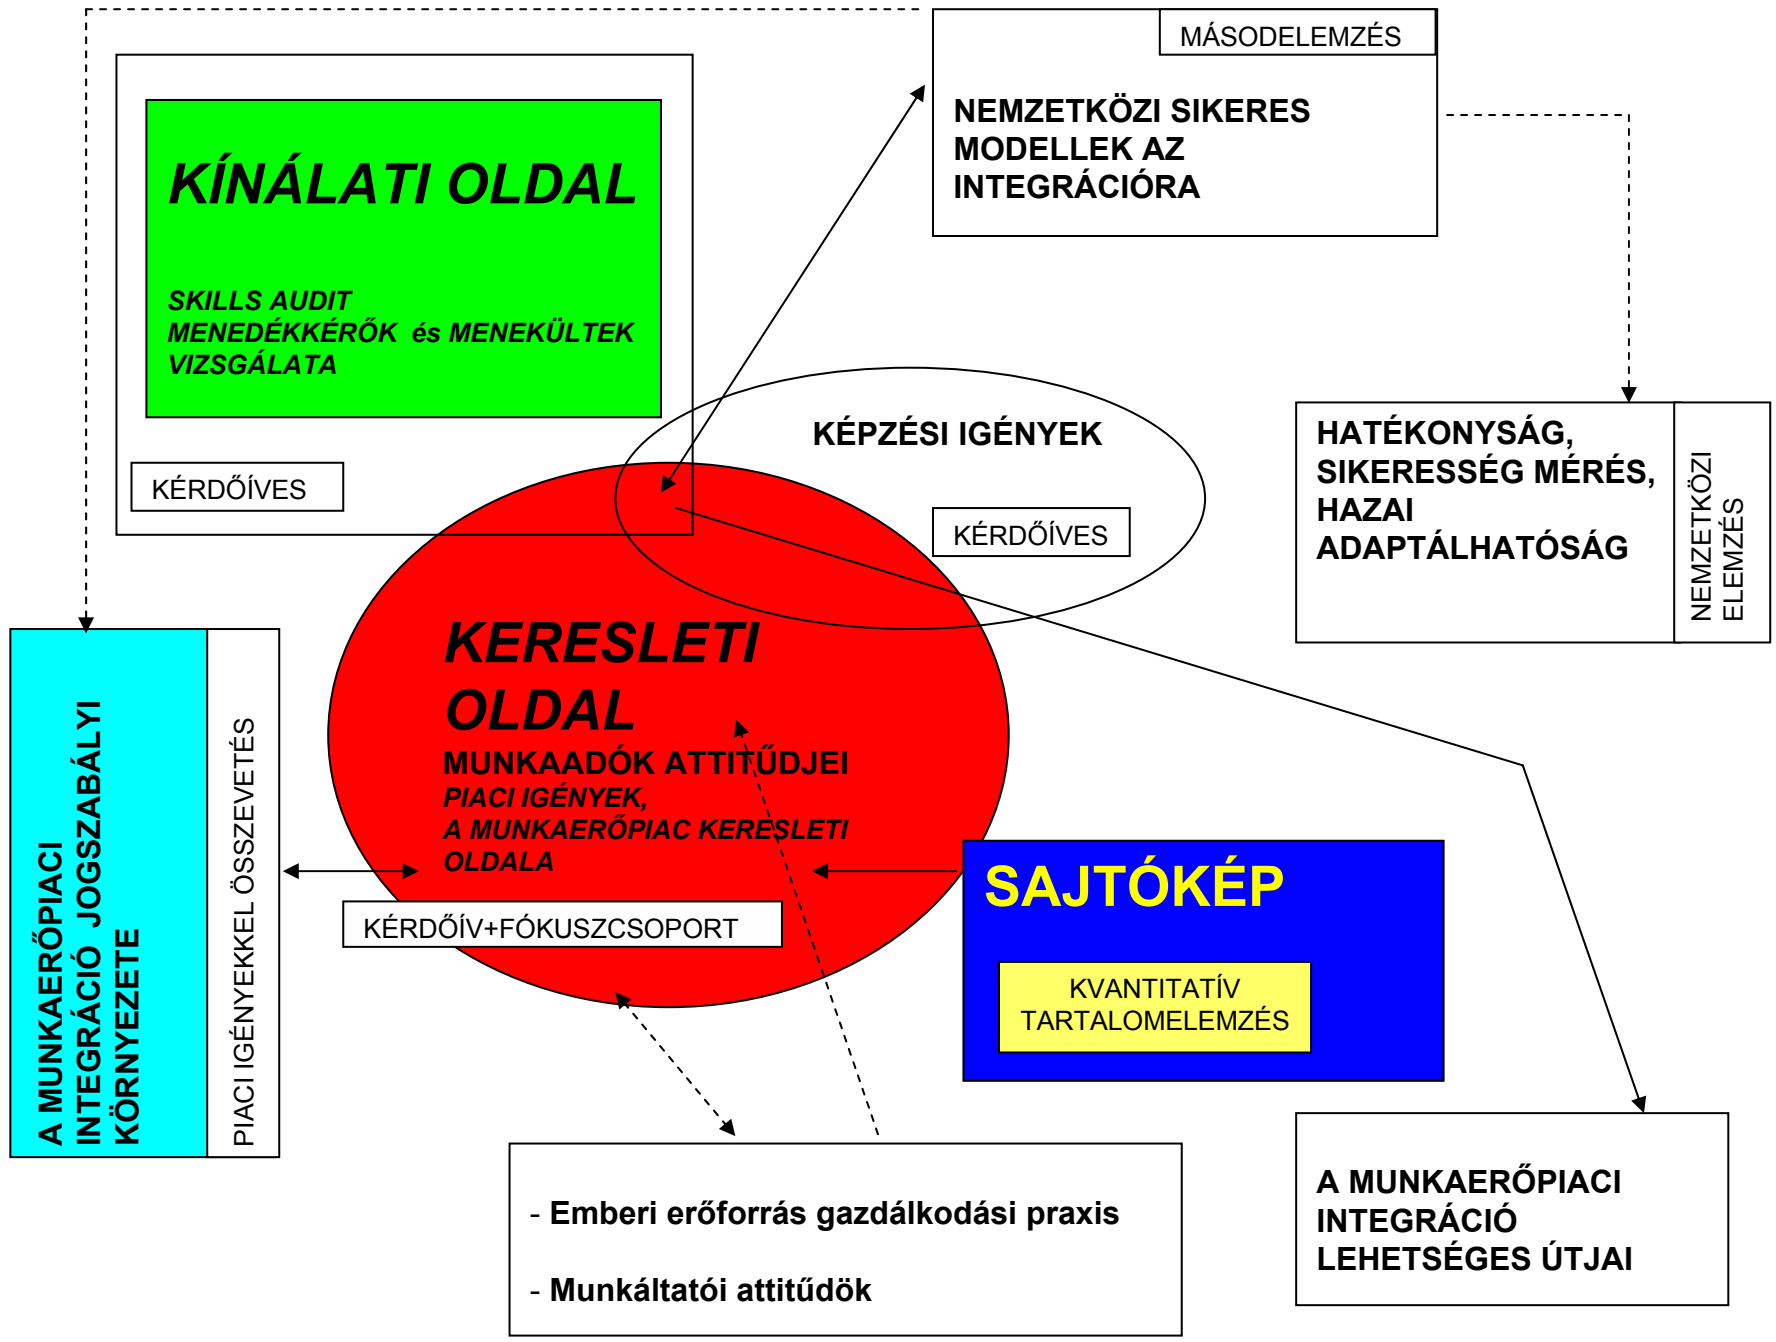 MÁSODELEMZÉS
NEMZETKÖZI SIKERES
MODELLEK AZ
INTEGRÁCIÓRA
KÍNÁLATI OLDAL
SKILLS AUDIT
MENEDÉKKÉRŐK és MENEKÜLTEK
VIZSGÁLATA
KÉRDŐÍVES
KÉPZÉSI IGÉNYEK
KÉRDŐÍVES
HATÉKONYSÁG,
SIKERESSÉG MÉRÉS,
HAZAI
ADAPTÁLHATÓSÁG
NEMZETKÖZI
ELEMZÉS
KERESLETI
OLDAL
MUNKAADÓK ATTITŰDJEI
PIACI IGÉNYEK,
A MUNKAERŐPIAC KERESLETI
OLDALA
KÉRDŐÍV+FÓKUSZCSOPORT
A MUNKAERŐPIACI
INTEGRÁCIÓ JOGSZABÁLYI
KÖRNYEZETE
PIACI IGÉNYEKKEL ÖSSZEVETÉS
SAJTÓKÉP
KVANTITATÍV
TARTALOMELEMZÉS
- Emberi erőforrás gazdálkodási praxis
- Munkáltatói attitűdök
A MUNKAERŐPIACI
INTEGRÁCIÓ
LEHETSÉGES ÚTJAI